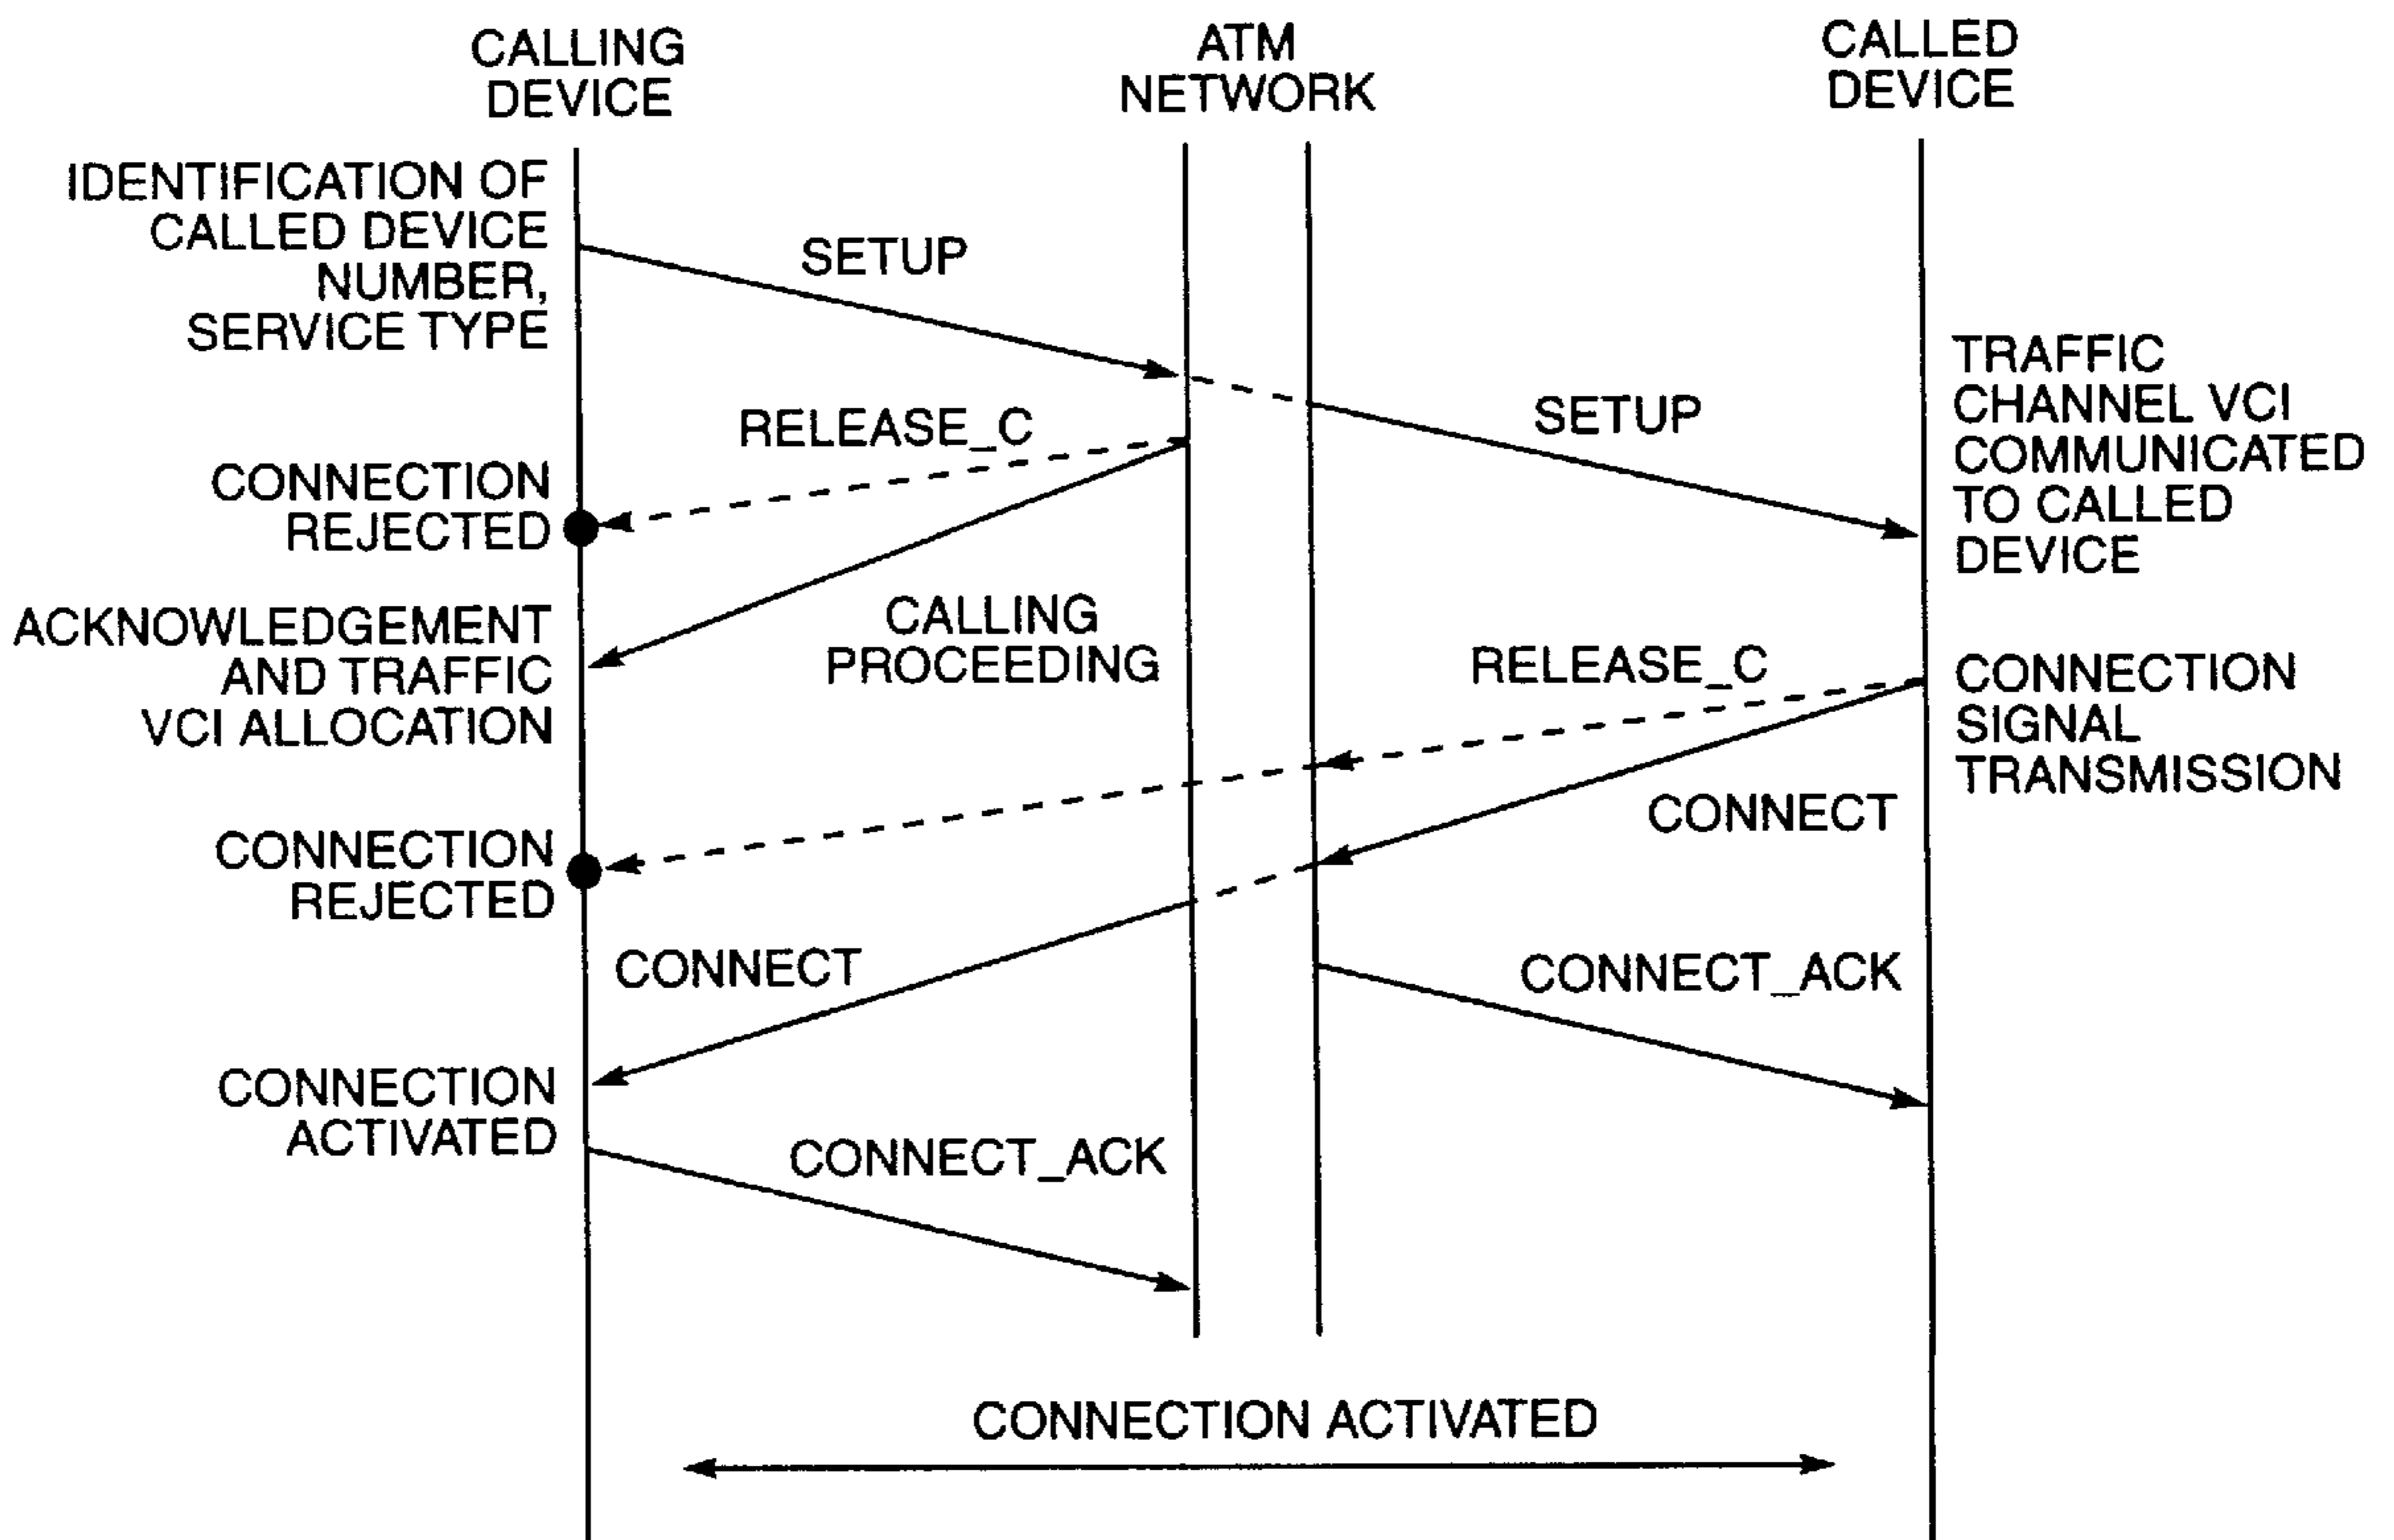 CALLING
DEVICE
ATM
NETWORK
CALLED
DEVICE
IDENTIFICATION OF
CALLED DEVICE
NUMBER,
SERVICE TYPE
SETUP
SETUP
TRAFFIC
CHANNEL VCI
COMMUNICATED
TO CALLED
DEVICE
RELEASE_C
CONNECTION
REJECTED
CALLING
PROCEEDING
ACKNOWLEDGEMENT
AND TRAFFIC
VCI ALLOCATION
RELEASE_C
CONNECTION
SIGNAL
TRANSMISSION
CONNECT
CONNECTION
REJECTED
CONNECT
CONNECT_ACK
CONNECTION
ACTIVATED
CONNECT_ACK
CONNECTION ACTIVATED